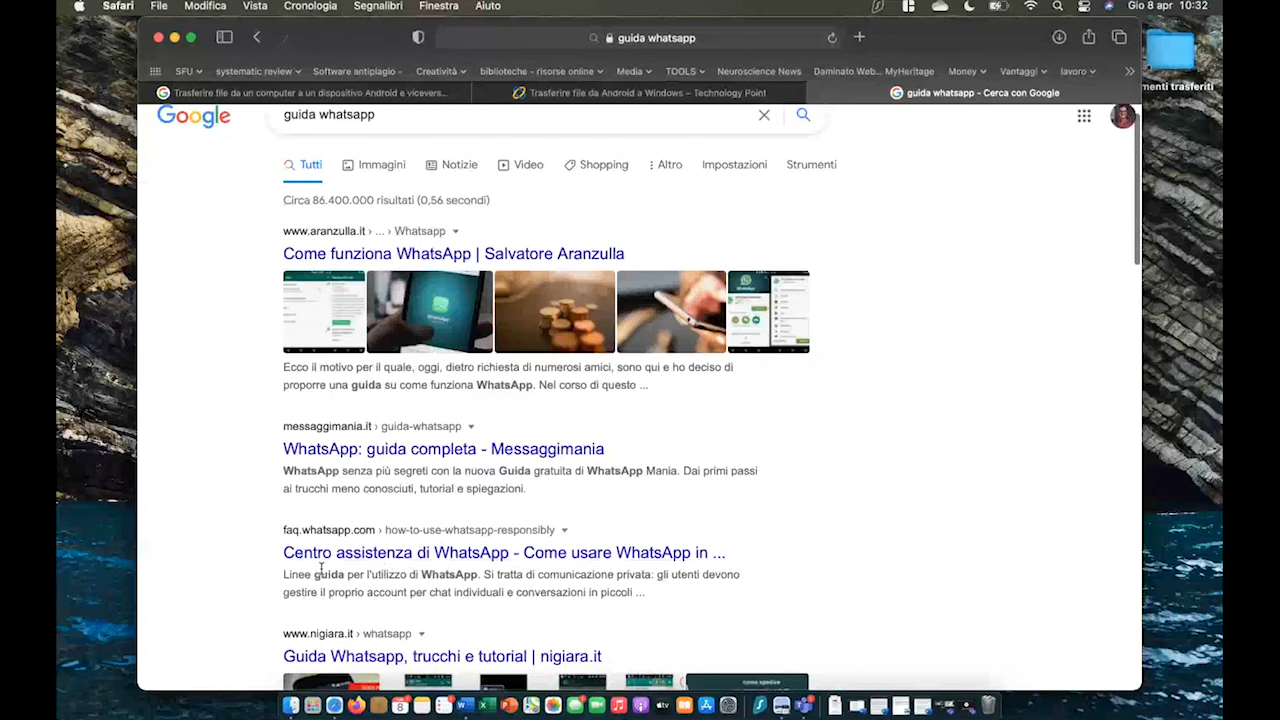 Safari File Modifica Vista Cronologia Segnalibri Finestra Aiuto Gio 8 apr 10:32
guida whatsapp
SFU systematic review Software antiplagio - Creatività biblioteche - risorse online Media TOOLS Neuroscience News Daminato Web... MyHeritage Money Vantaggi lavoro
Trasferire file da un computer a un dispositivo Android e vicevers... Trasferire file da Android a Windows – Technology Point guida whatsapp - Cerca con Google
menti trasferiti
Google guida whatsapp
Tutti Immagini Notizie Video Shopping Altro Impostazioni Strumenti
Circa 86.400.000 risultati (0,56 secondi)
www.aranzulla.it › ... › Whatsapp
Come funziona WhatsApp | Salvatore Aranzulla
Ecco il motivo per il quale, oggi, dietro richiesta di numerosi amici, sono qui e ho deciso di
proporre una guida su come funziona WhatsApp. Nel corso di questo ...
messaggimania.it › guida-whatsapp
WhatsApp: guida completa - Messaggimania
WhatsApp senza più segreti con la nuova Guida gratuita di WhatsApp Mania. Dai primi passi
ai trucchi meno conosciuti, tutorial e spiegazioni.
faq.whatsapp.com › how-to-use-whatsapp-responsibly
Centro assistenza di WhatsApp - Come usare WhatsApp in ...
Linee guida per l'utilizzo di WhatsApp. Si tratta di comunicazione privata: gli utenti devono
gestire il proprio account per chat individuali e conversazioni in piccoli ...
www.nigiara.it › whatsapp
Guida Whatsapp, trucchi e tutorial | nigiara.it